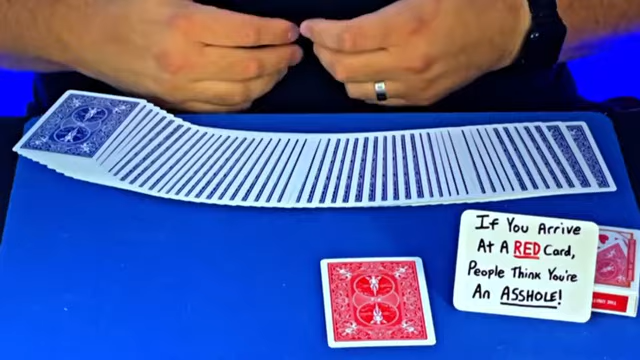 If You Arrive
At A RED Card,
People Think You're
An ASSHOLE!